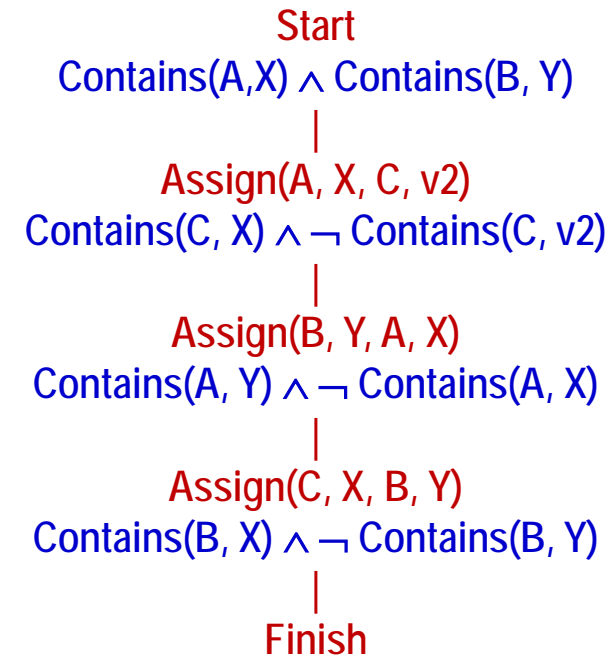 Start
Contains(A,X) ∧ Contains(B, Y)
Assign(A, X, C, v2)
Contains(C, X) ∧ ¬ Contains(C, v2)
Assign(B, Y, A, X)
Contains(A, Y) ∧ ¬ Contains(A, X)
Assign(C, X, B, Y)
Contains(B, X) ∧ ¬ Contains(B, Y)
Finish